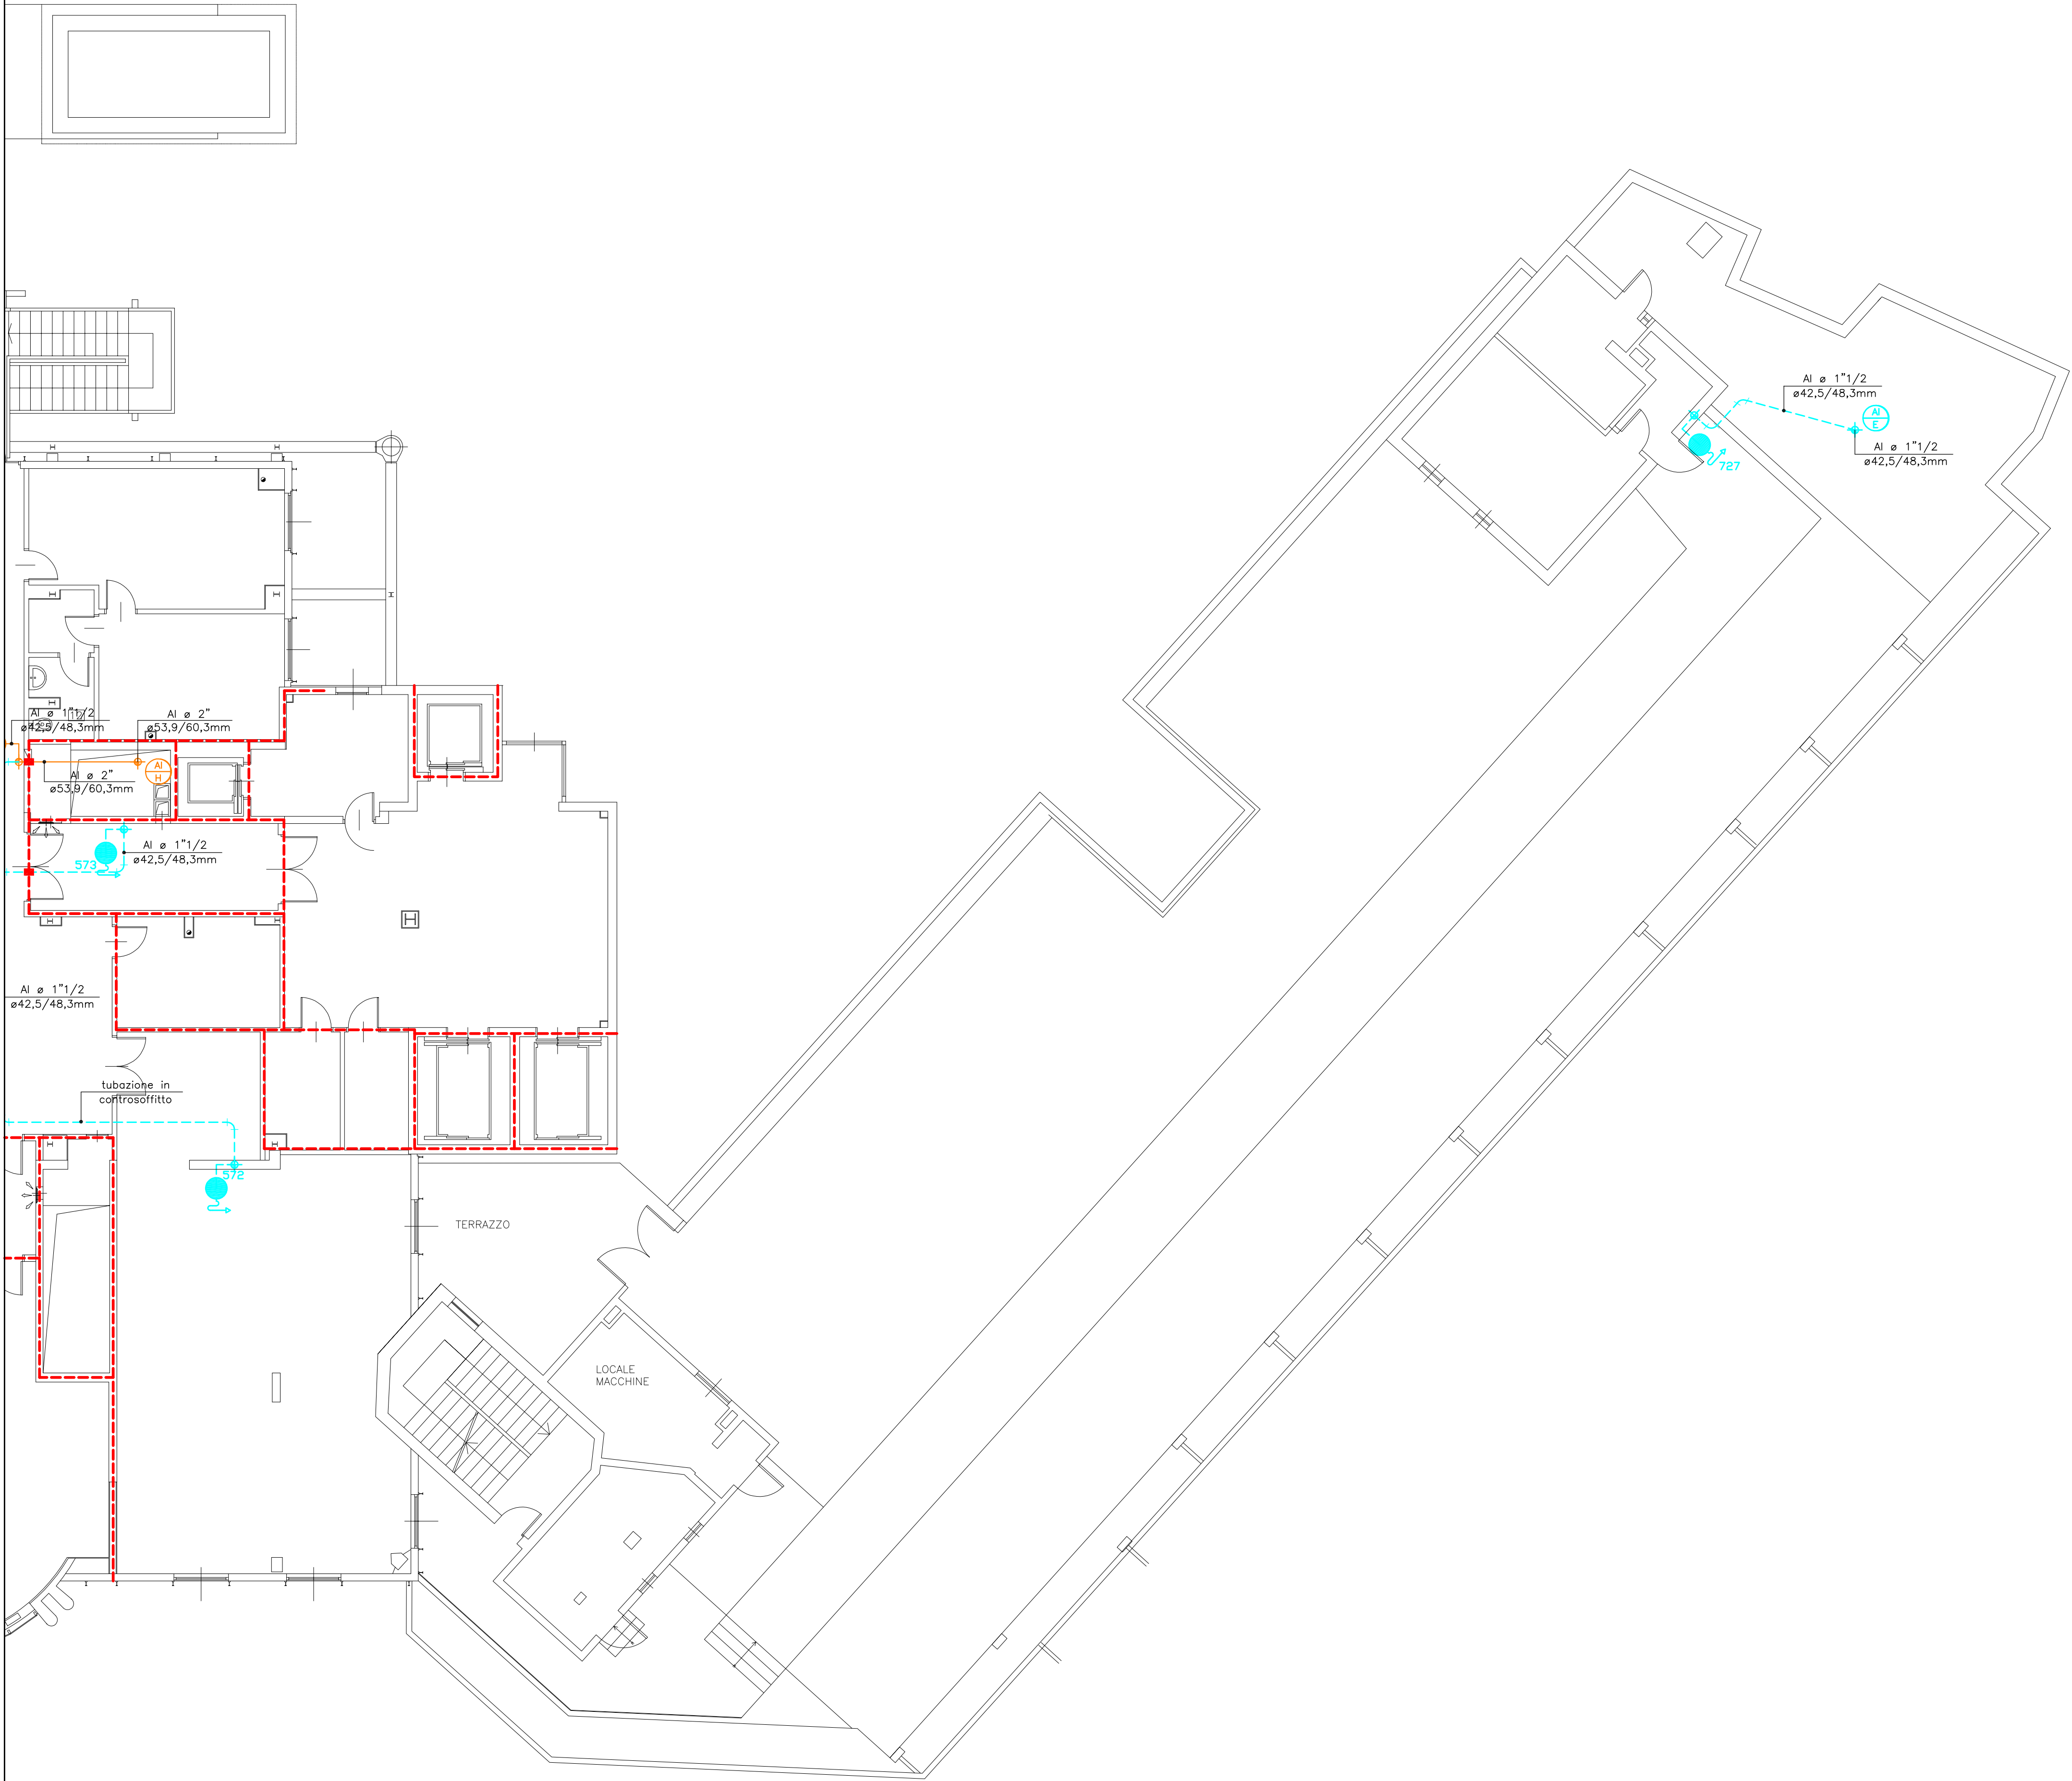 AI ø 1"1/2
ø42,5/48,3mm
AI
E
AI ø 1"1/2
ø42,5/48,3mm
727
AI ø 1"1/2
ø42,5/48,3mm
AI ø 2"
ø53,9/60,3mm
AI
H
AI ø 2"
ø53,9/60,3mm
573
AI ø 1"1/2
ø42,5/48,3mm
AI ø 1"1/2
ø42,5/48,3mm
tubazione in
controsoffitto
572
TERRAZZO
LOCALE
MACCHINE